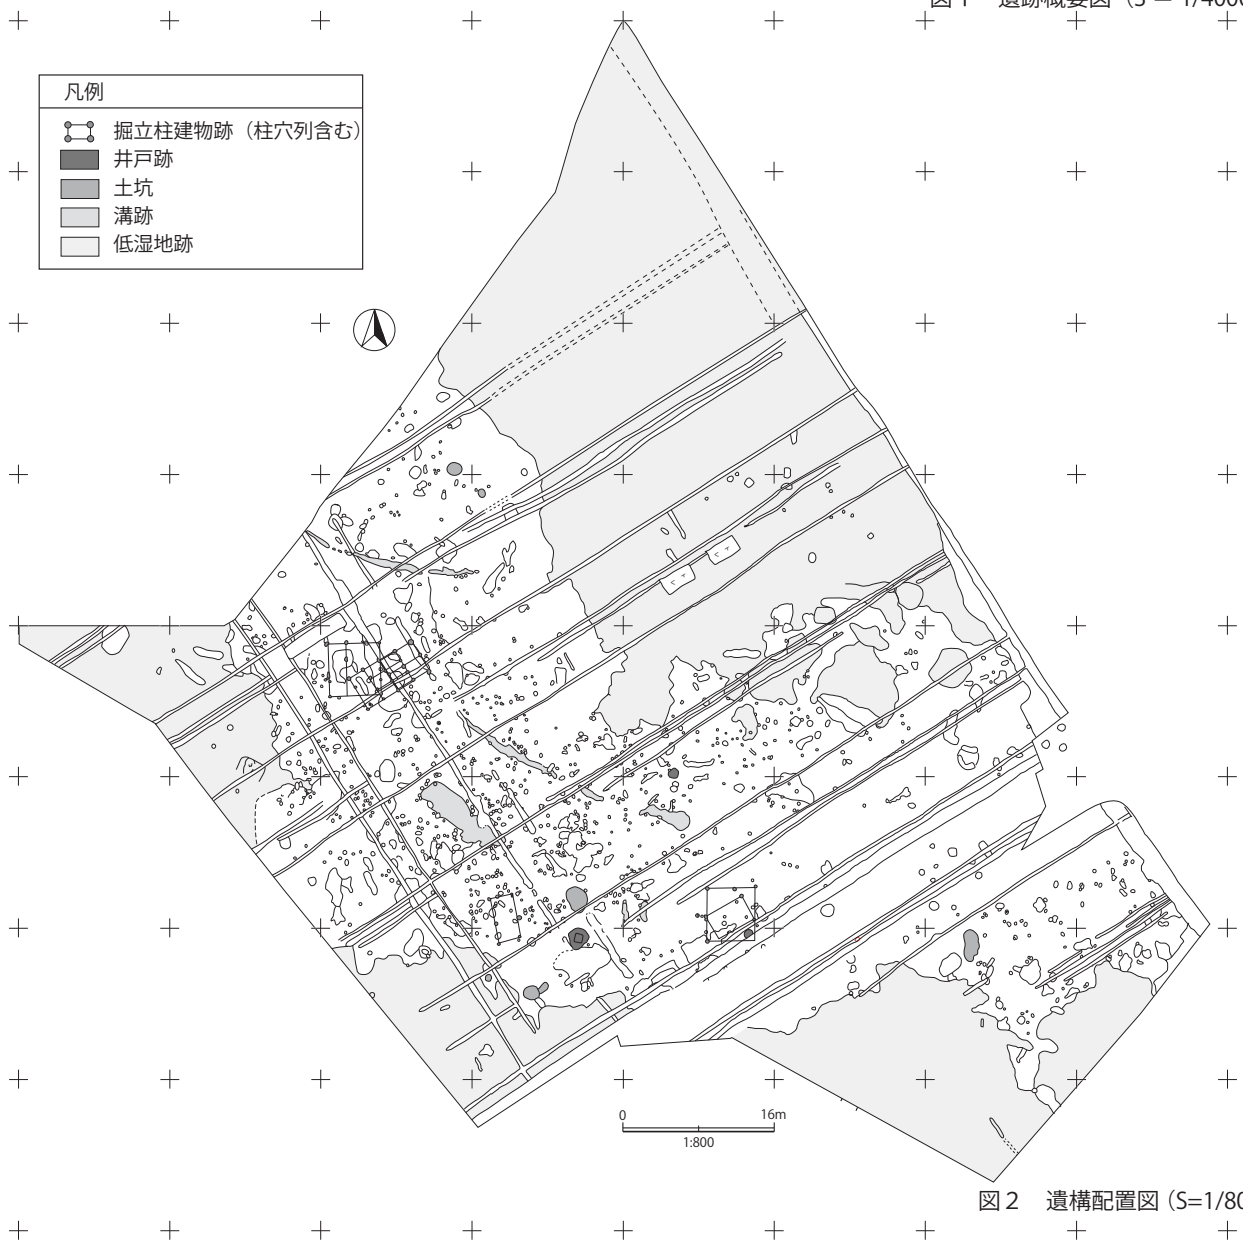 図1　遺跡概要図（S = 1/4000
凡例
掘立柱建物跡（柱穴列含む）
井戸跡
土坑
溝跡
低湿地跡
0　16m
1:800
図2　遺構配置図（S=1/80